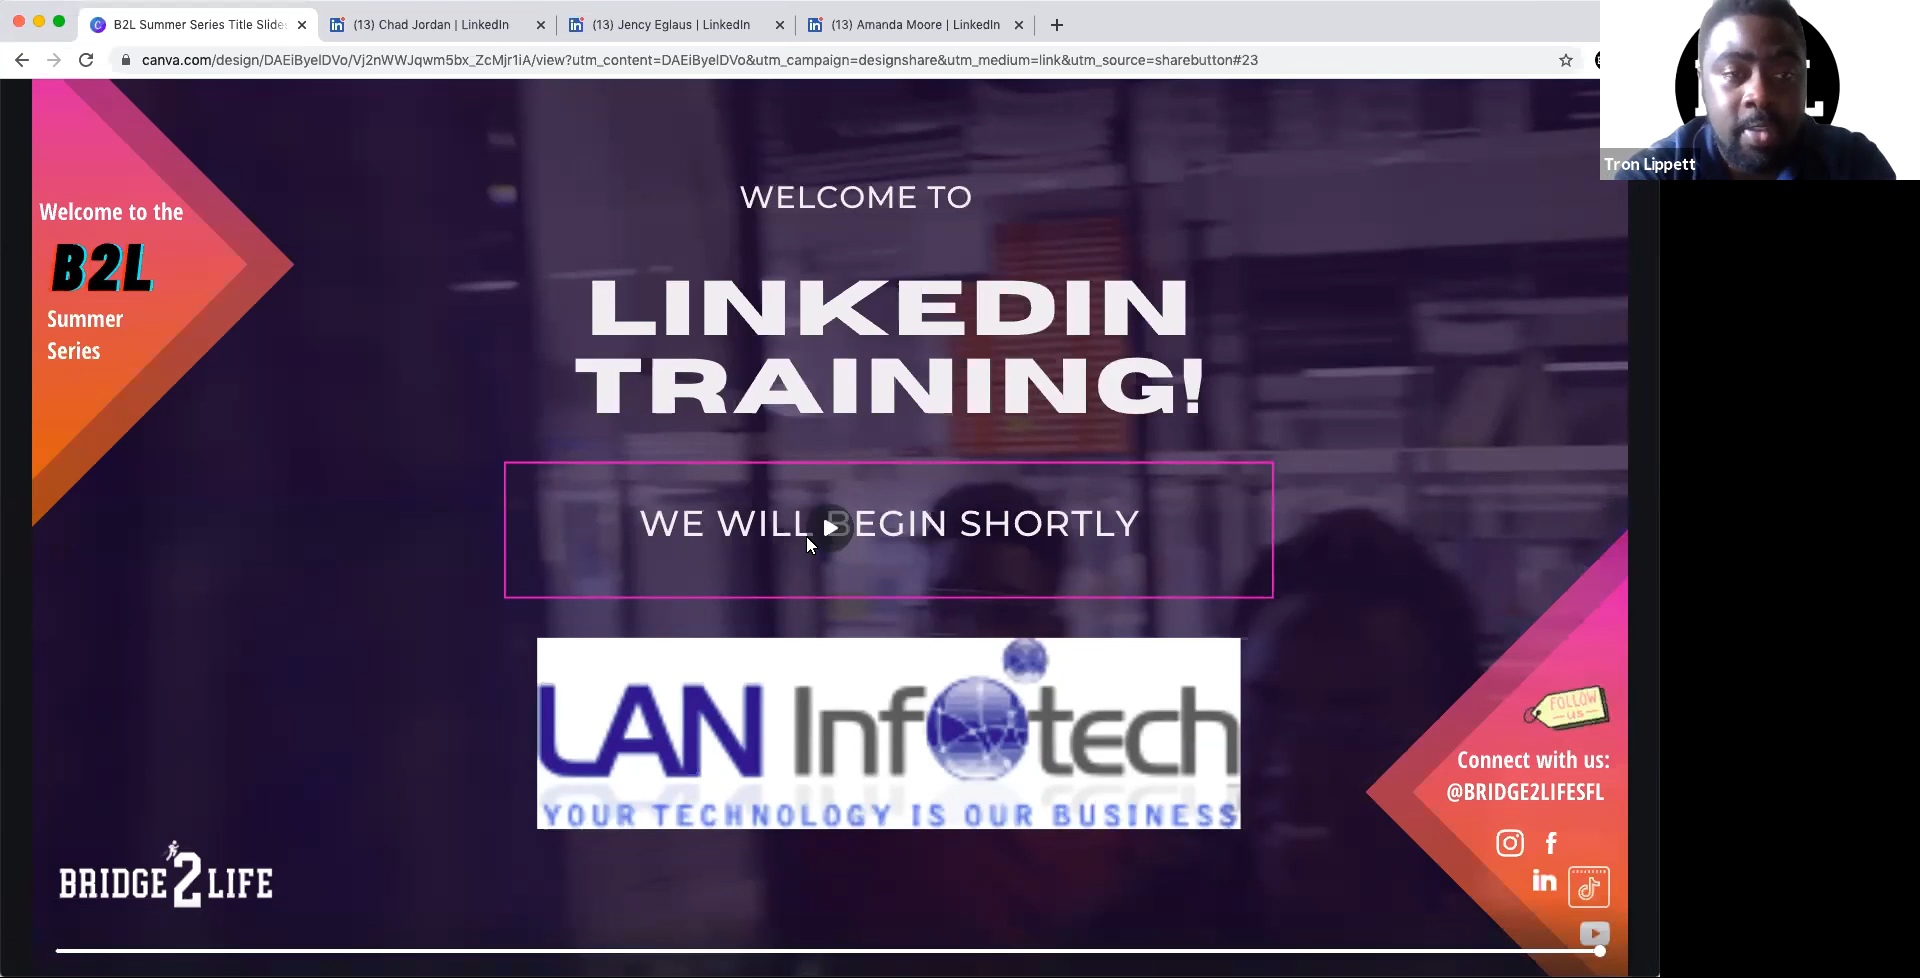 B2L Summer Series Title Slide
(13) Chad Jordan | LinkedIn
(13) Jency Eglaus | LinkedIn
(13) Amanda Moore | LinkedIn
canva.com/design/DAEiByelDVo/Vj2nWWJqwm5bx_ZcMjr1iA/view?utm_content=DAEiByelDVo&utm_campaign=designshare&utm_medium=link&utm_source=sharebutton#23
Tron Lippett
Welcome to the
B2L
Summer
Series
WELCOME TO
LINKEDIN
TRAINING!
WE WILL BEGIN SHORTLY
LAN Infotech
YOUR TECHNOLOGY IS OUR BUSINESS
FOLLOW
us
Connect with us:
@BRIDGE2LIFESFL
BRIDGE 2 LIFE